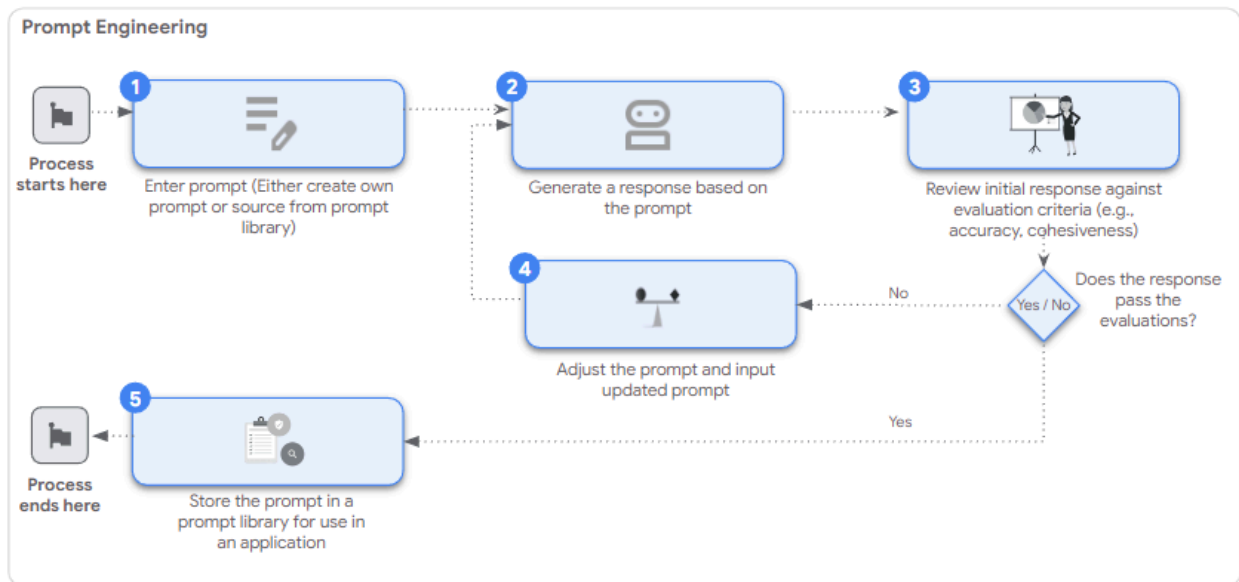 Prompt Engineering
1
2
3
Process
starts here
Enter prompt (Either create own
prompt or source from prompt
library)
Generate a response based on
the prompt
Review initial response against
evaluation criteria (e.g.,
accuracy, cohesiveness)
4
No
Yes / No
Does the response
pass the
evaluations?
Adjust the prompt and input
updated prompt
5
Yes
Process
ends here
Store the prompt in a
prompt library for use in
an application